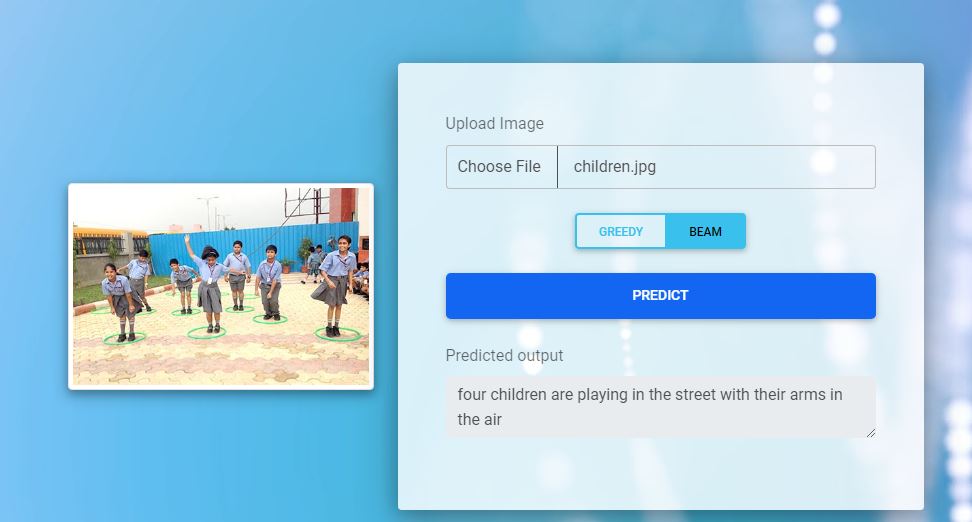 Upload Image
Choose File children.jpg
GREEDY BEAM
PREDICT
Predicted output
four children are playing in the street with their arms in
the air